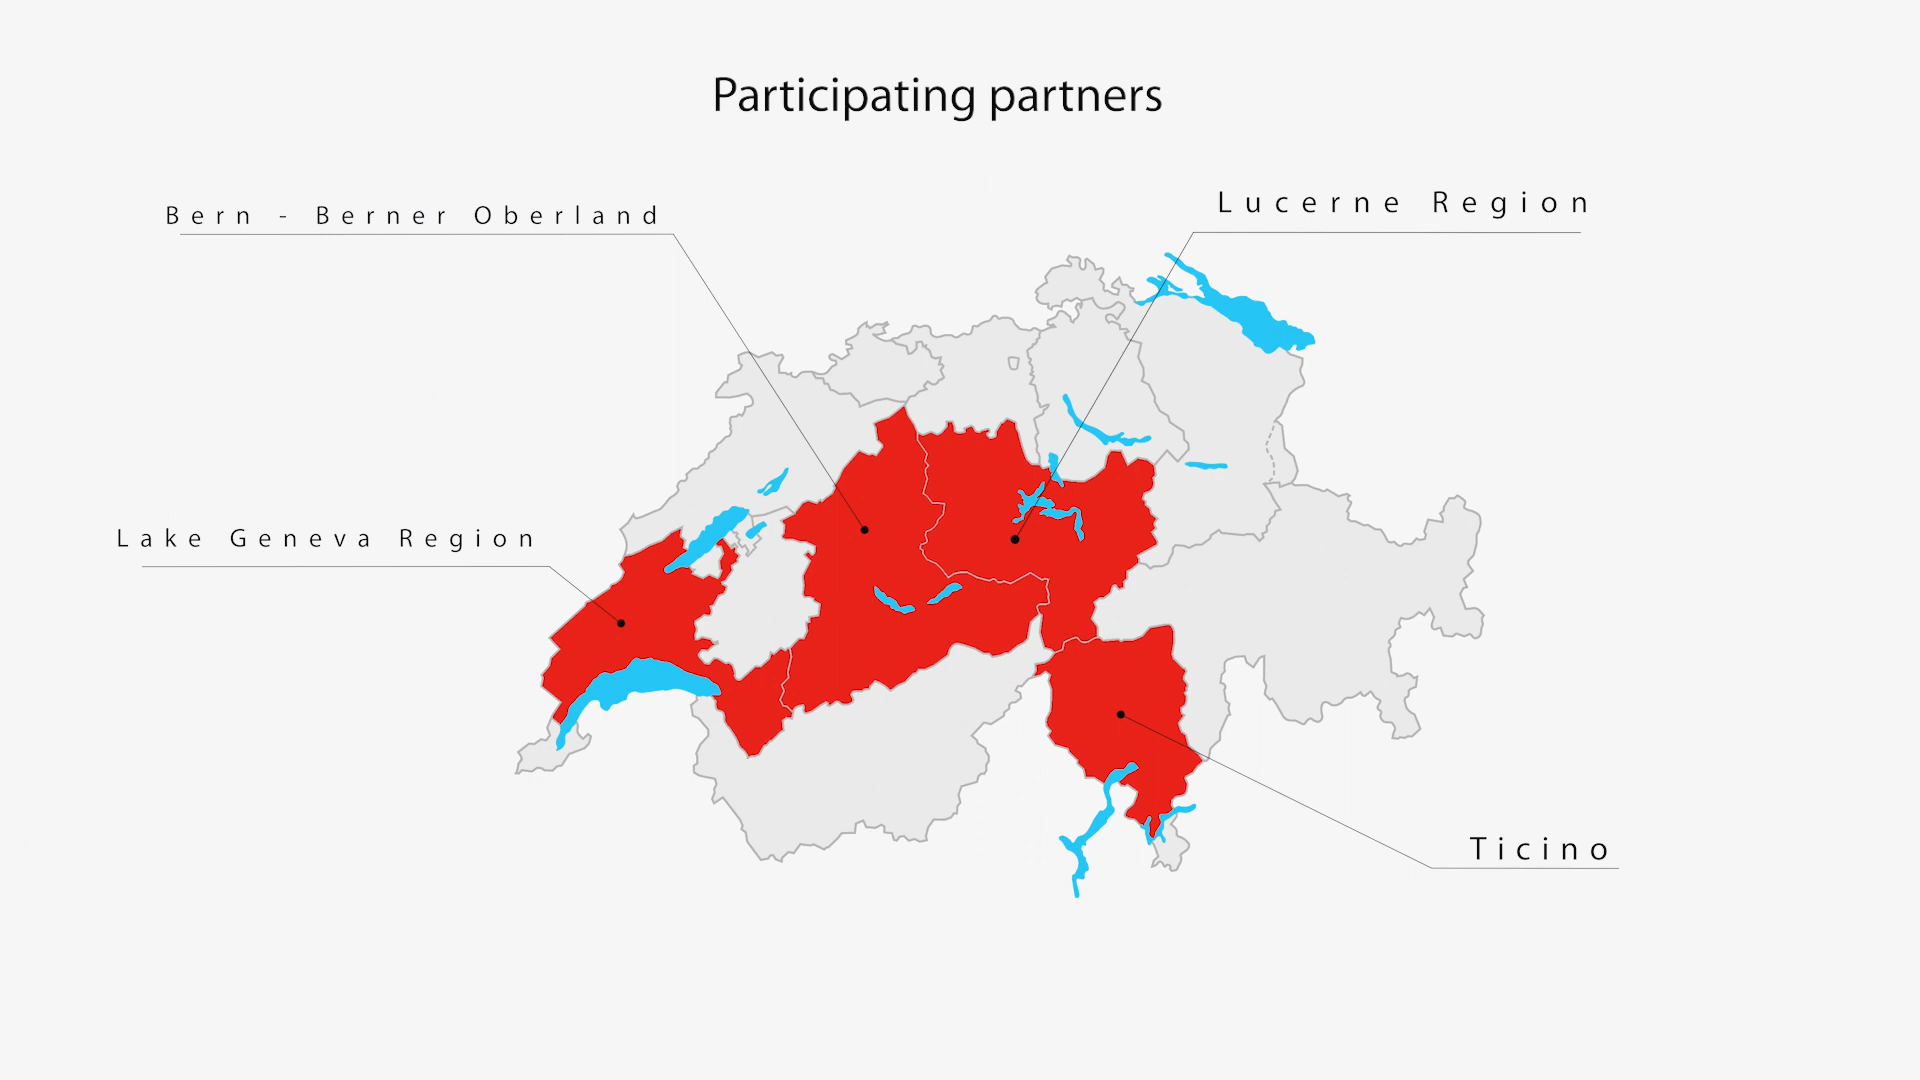 Participating partners
Bern - Berner Oberland
Lucerne Region
Lake Geneva Region
Ticino